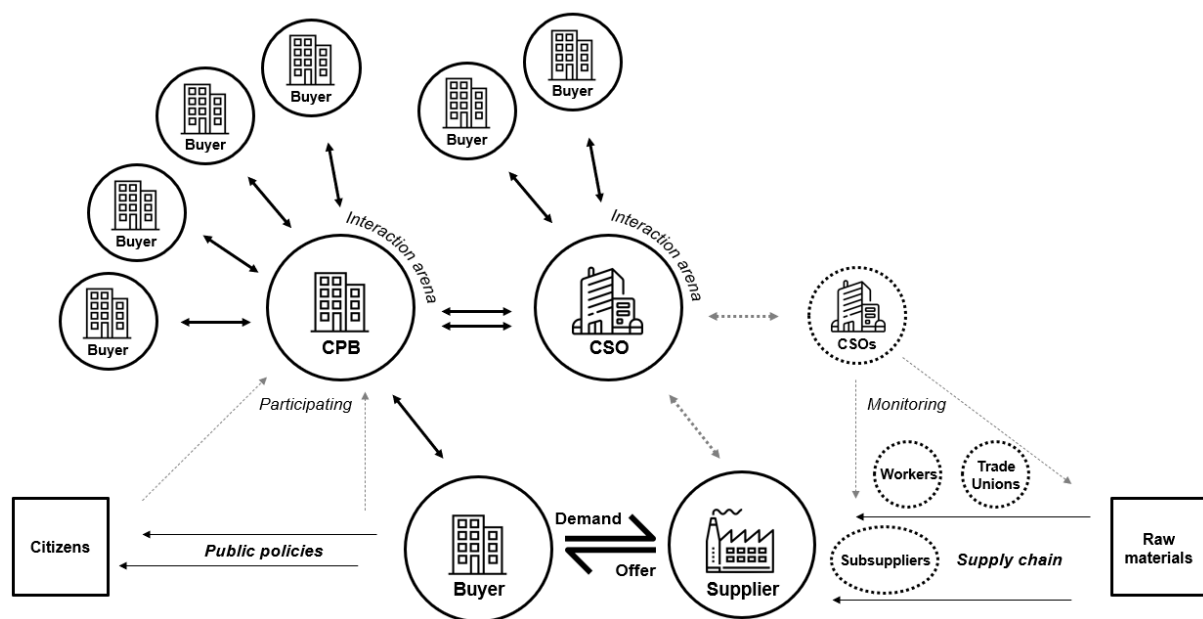 Buyer
Buyer
Buyer
Buyer
Buyer
Buyer
Interaction arena
Interaction arena
CPB
CSO
CSOs
Participating
Monitoring
Workers
Trade
Unions
Citizens
Public policies
Demand
Offer
Buyer
Supplier
Subsuppliers
Supply chain
Raw
materials